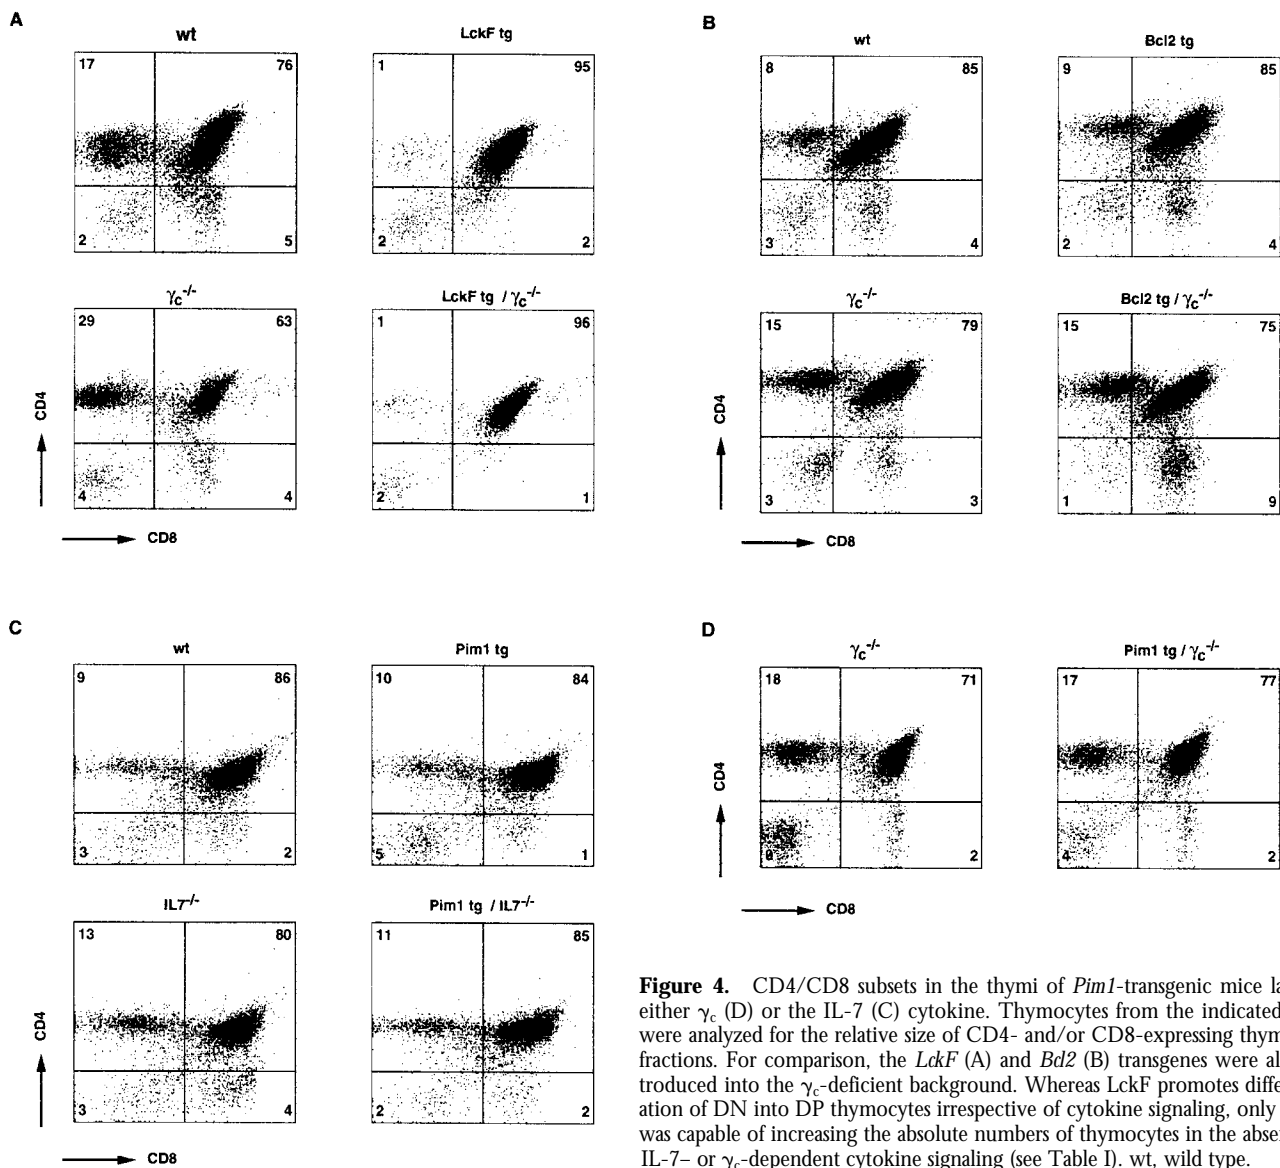 A
wt
17
76
2
5
LckF tg
1
95
2
2
γc-/-
29
63
4
4
LckF tg / γc-/-
1
96
2
1
CD4
CD8
B
wt
8
85
3
4
Bcl2 tg
9
85
2
4
γc-/-
15
79
3
3
Bcl2 tg / γc-/-
15
75
1
9
CD4
CD8
C
wt
9
86
3
2
Pim1 tg
10
84
5
1
IL7-/-
13
80
3
4
Pim1 tg / IL7-/-
11
85
2
2
CD4
CD8
D
γc-/-
18
71
2
Pim1 tg / γc-/-
17
77
4
2
CD4
CD8
Figure 4. CD4/CD8 subsets in the thymi of Pim1-transgenic mice la
either γc (D) or the IL-7 (C) cytokine. Thymocytes from the indicated
were analyzed for the relative size of CD4- and/or CD8-expressing thym
fractions. For comparison, the LckF (A) and Bcl2 (B) transgenes were al
troduced into the γc-deficient background. Whereas LckF promotes diffe
ation of DN into DP thymocytes irrespective of cytokine signaling, only
was capable of increasing the absolute numbers of thymocytes in the abse
IL-7– or γc-dependent cytokine signaling (see Table I). wt, wild type.